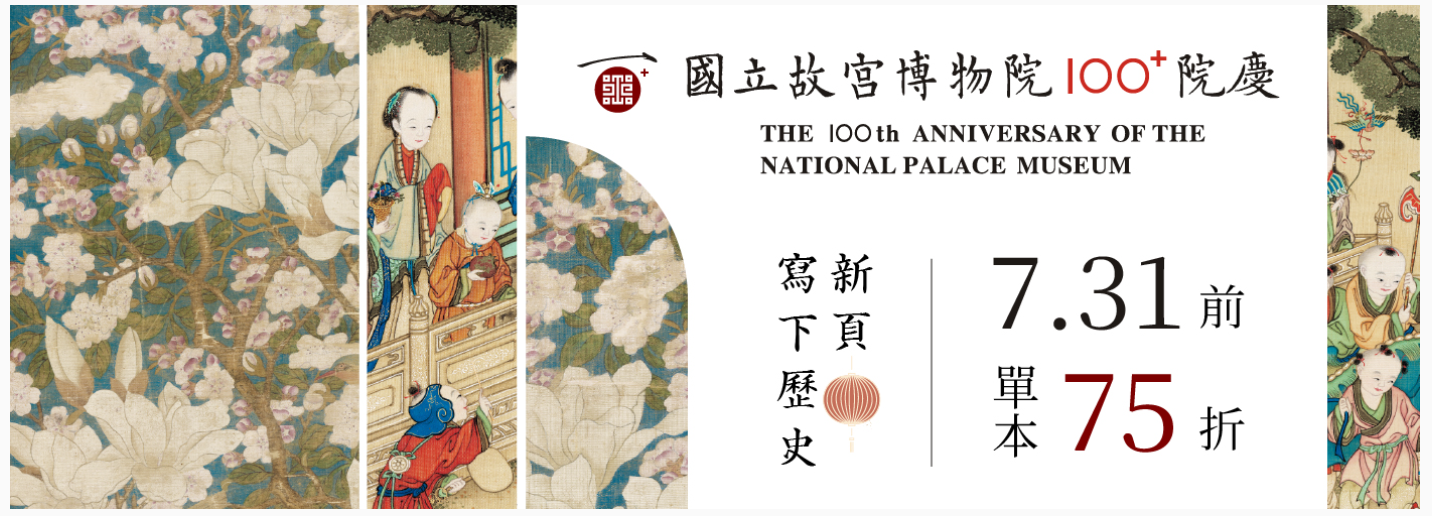 國立故宮博物院100+院慶
THE 100th ANNIVERSARY OF THE
NATIONAL PALACE MUSEUM
新頁
寫下歷史
7.31前
單本75折